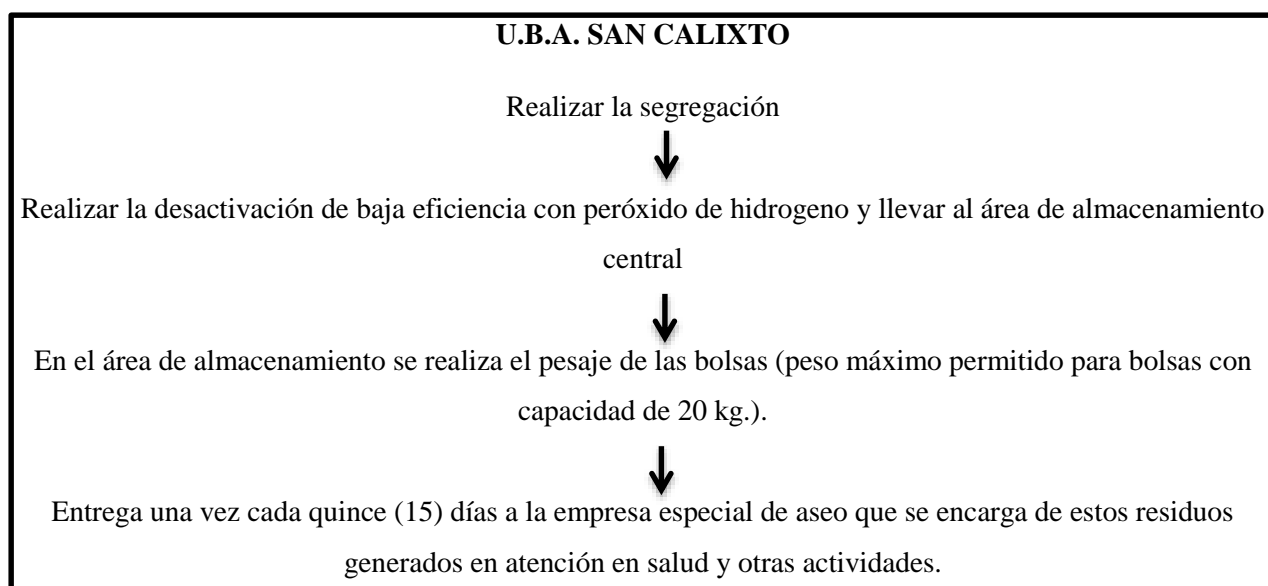 U.B.A. SAN CALIXTO
Realizar la segregación
Realizar la desactivación de baja eficiencia con peróxido de hidrogeno y llevar al área de almacenamiento
central
En el área de almacenamiento se realiza el pesaje de las bolsas (peso máximo permitido para bolsas con
capacidad de 20 kg.).
Entrega una vez cada quince (15) días a la empresa especial de aseo que se encarga de estos residuos
generados en atención en salud y otras actividades.